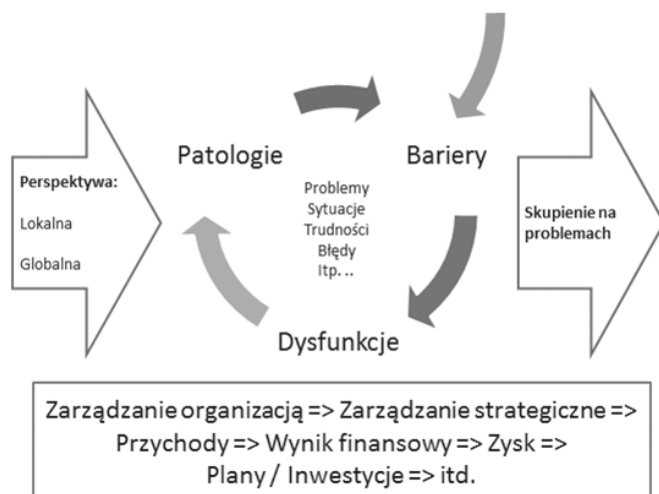 Patologie
Bariery
Perspektywa:
Lokalna
Globalna
Problemy
Sytuacje
Trudności
Błędy
Itp. ..
Skupienie na
problemach
Dysfunkcje
Zarządzanie organizacją => Zarządzanie strategiczne =>
Przychody => Wynik finansowy => Zysk =>
Plany / Inwestycje => itd.